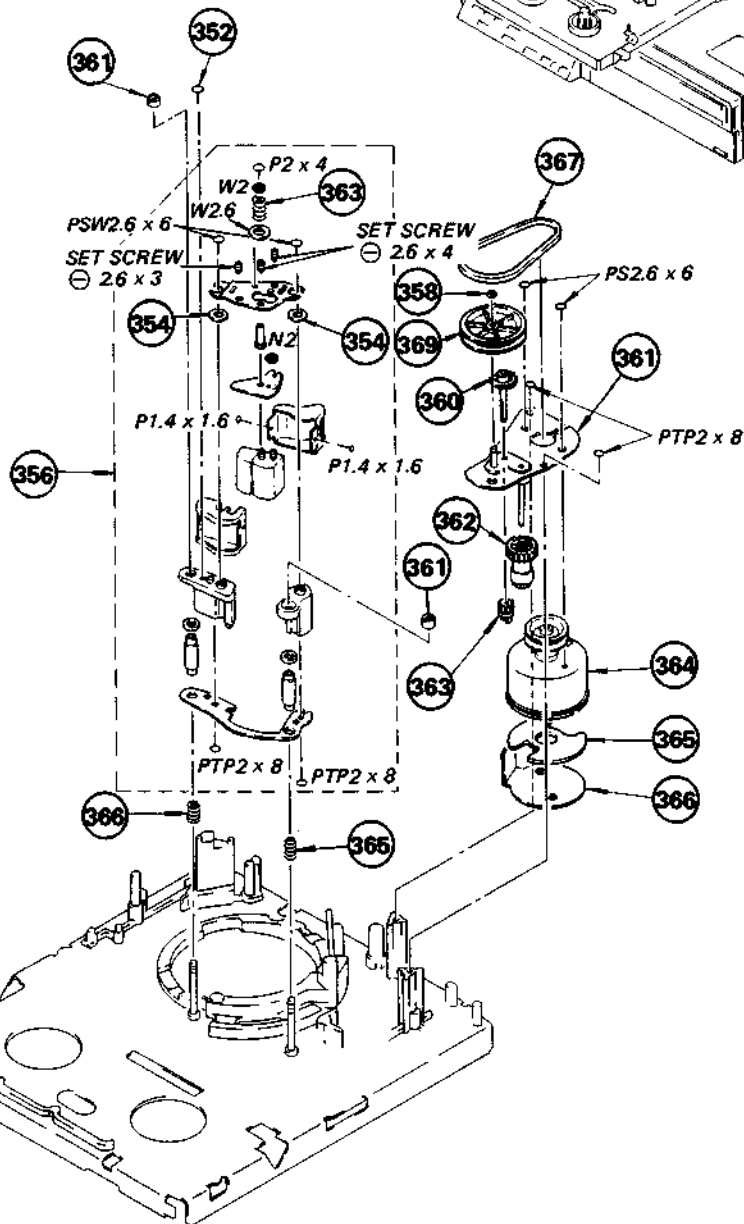 352
361
P2 x 4
W2
363
367
PSW2.6 x 6
W2.6
SET SCREW
⊖ 2.6 x 4
SET SCREW
⊖ 2.6 x 3
358
PS2.6 x 6
354
N2
354
369
360
361
P1.4 x 1.6
P1.4 x 1.6
PTP2 x 8
356
362
361
363
364
365
PTP2 x 8
PTP2 x 8
366
366
365